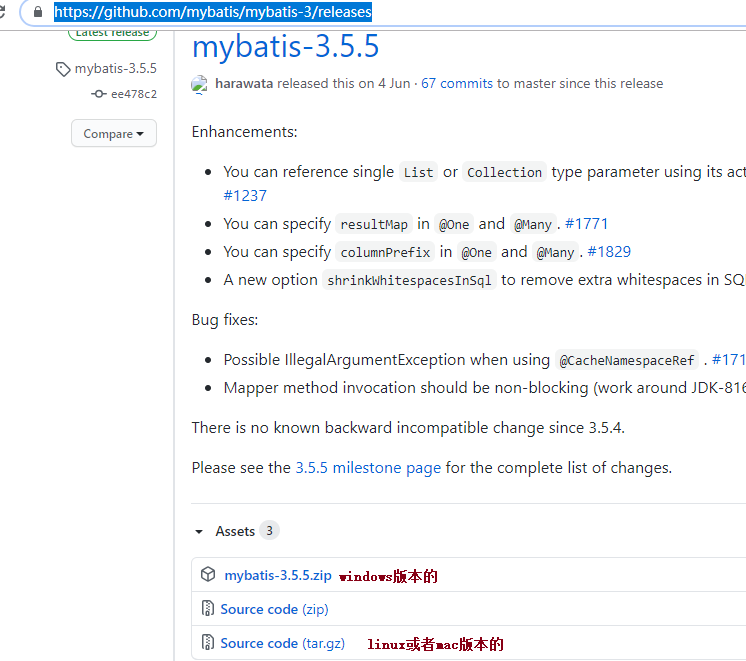 https://github.com/mybatis/mybatis-3/releases
Latest release
mybatis-3.5.5
ee478c2
Compare
mybatis-3.5.5
harawata released this on 4 Jun · 67 commits to master since this release
Enhancements:
You can reference single List or Collection type parameter using its act
#1237
You can specify resultMap in @One and @Many . #1771
You can specify columnPrefix in @One and @Many . #1829
A new option shrinkWhitespacesInSql to remove extra whitespaces in SQ
Bug fixes:
Possible IllegalArgumentException when using @CacheNamespaceRef . #171
Mapper method invocation should be non-blocking (work around JDK-816
There is no known backward incompatible change since 3.5.4.
Please see the 3.5.5 milestone page for the complete list of changes.
Assets 3
mybatis-3.5.5.zip windows版本的
Source code (zip)
Source code (tar.gz) linux或者mac版本的